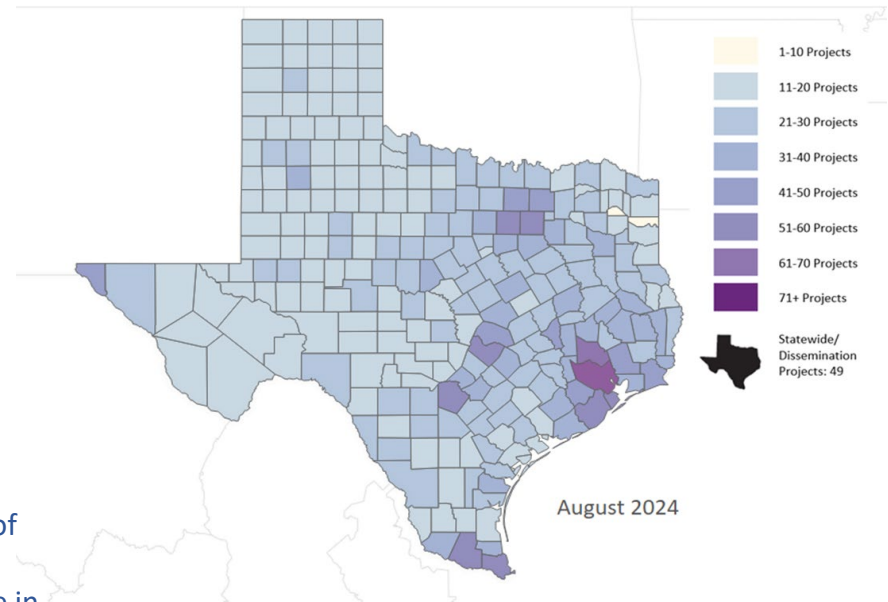 1-10 Projects
11-20 Projects
21-30 Projects
31-40 Projects
41-50 Projects
51-60 Projects
61-70 Projects
71+ Projects
Statewide/
Dissemination
Projects: 49
August 2024
of
in